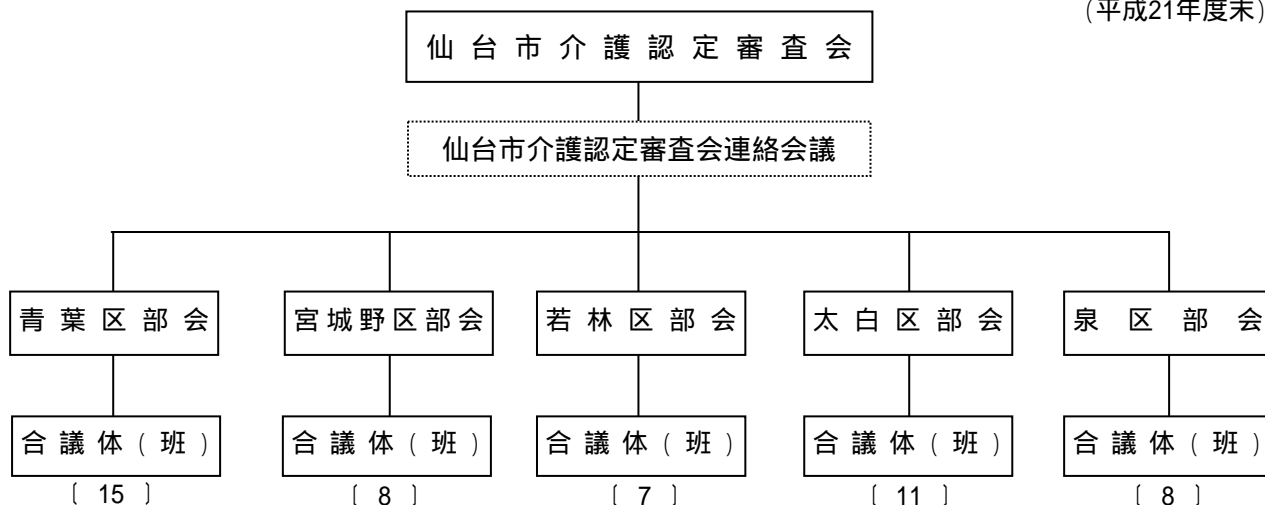 (平成21年度末)
仙台市介護認定審査会
仙台市介護認定審査会連絡会議
青葉区部会
宮城野区部会
若林区部会
太白区部会
泉区部会
合議体(班)
合議体(班)
合議体(班)
合議体(班)
合議体(班)
〔 15 〕
〔 8 〕
〔 7 〕
〔 11 〕
〔 8 〕